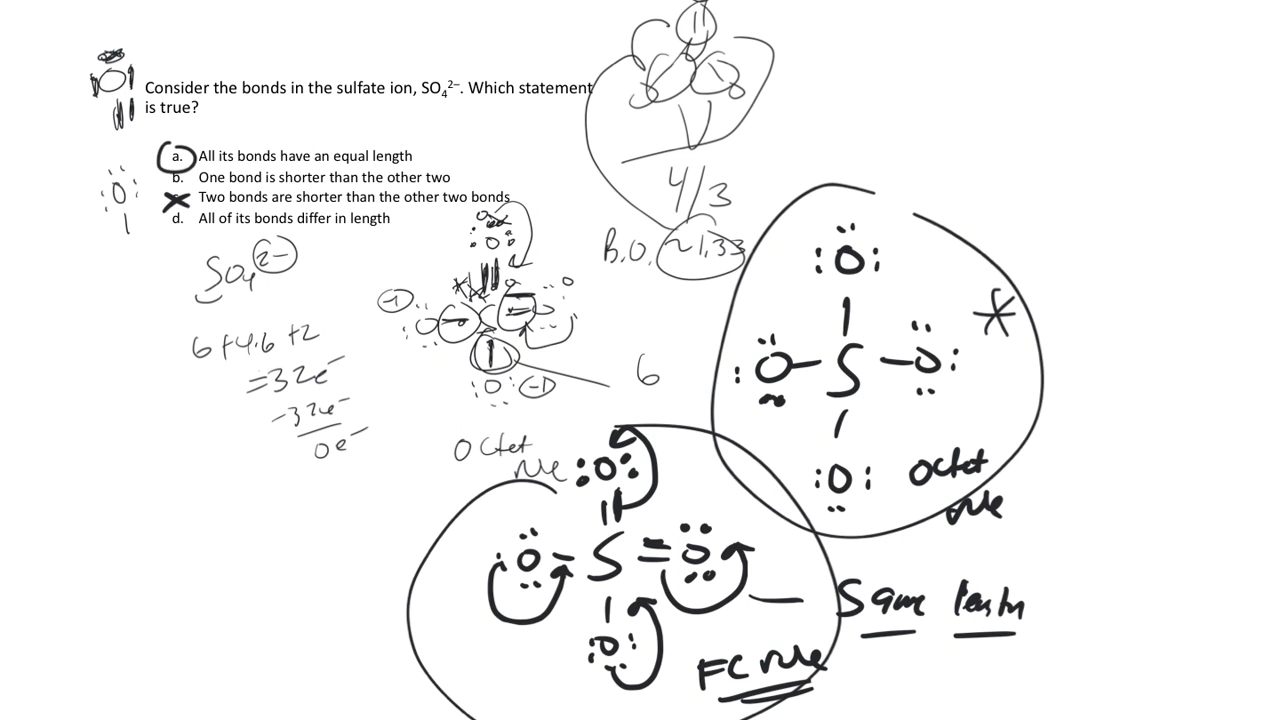 Consider the bonds in the sulfate ion, SO₄²⁻. Which statement
is true?
a. All its bonds have an equal length
b. One bond is shorter than the other two
Two bonds are shorter than the other two bonds
d. All of its bonds differ in length
SO₄ 2-
6+4.6+2
=32e⁻
-32e⁻
0e⁻
4/3
B.O. ~1,33
-1
O
O
-1
6
Octet
rule
O
O - S - O
O
Octet
rule
O
O - S = O
O
Same length
FC rule